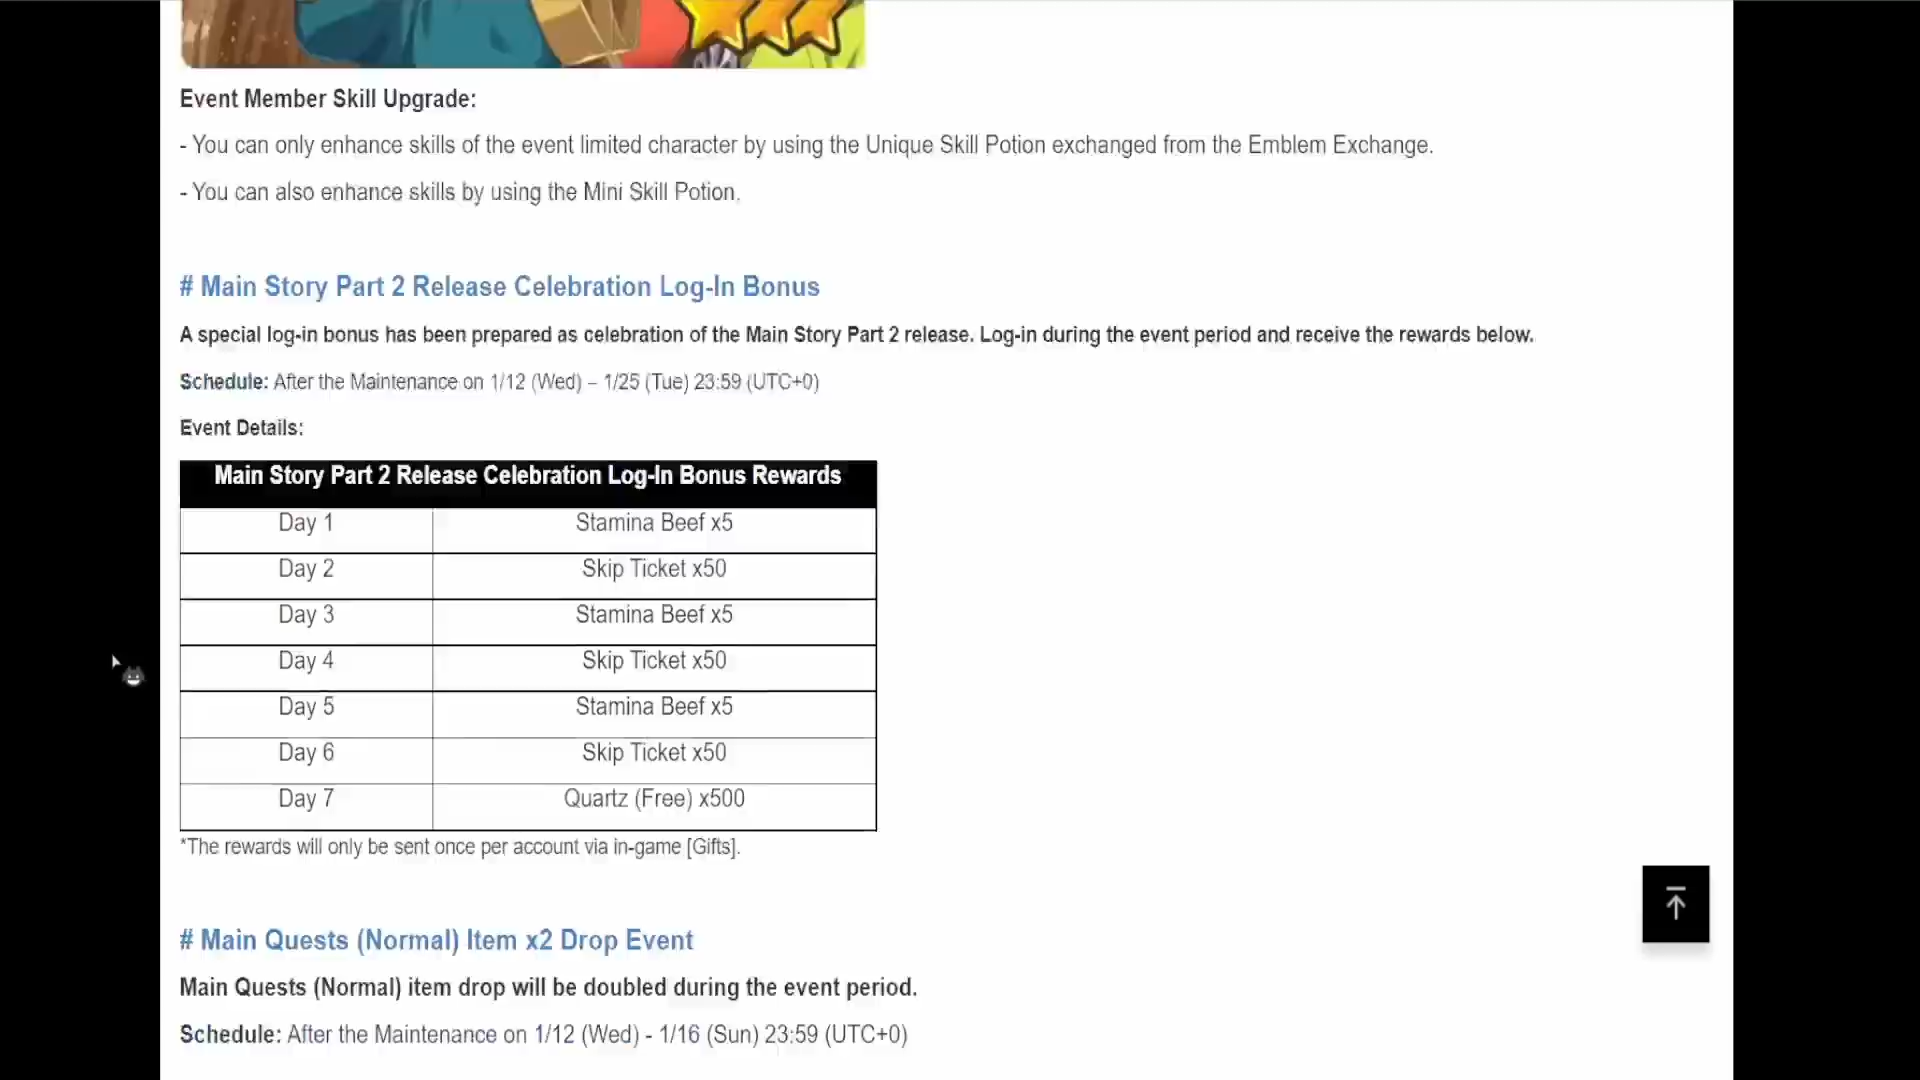 Event Member Skill Upgrade:
- You can only enhance skills of the event limited character by using the Unique Skill Potion exchanged from the Emblem Exchange.
- You can also enhance skills by using the Mini Skill Potion.
# Main Story Part 2 Release Celebration Log-In Bonus
A special log-in bonus has been prepared as celebration of the Main Story Part 2 release. Log-in during the event period and receive the rewards below.
Schedule: After the Maintenance on 1/12 (Wed) – 1/25 (Tue) 23:59 (UTC+0)
Event Details:
Main Story Part 2 Release Celebration Log-In Bonus Rewards
Day 1 Stamina Beef x5
Day 2 Skip Ticket x50
Day 3 Stamina Beef x5
Day 4 Skip Ticket x50
Day 5 Stamina Beef x5
Day 6 Skip Ticket x50
Day 7 Quartz (Free) x500
*The rewards will only be sent once per account via in-game [Gifts].
# Main Quests (Normal) Item x2 Drop Event
Main Quests (Normal) item drop will be doubled during the event period.
Schedule: After the Maintenance on 1/12 (Wed) - 1/16 (Sun) 23:59 (UTC+0)